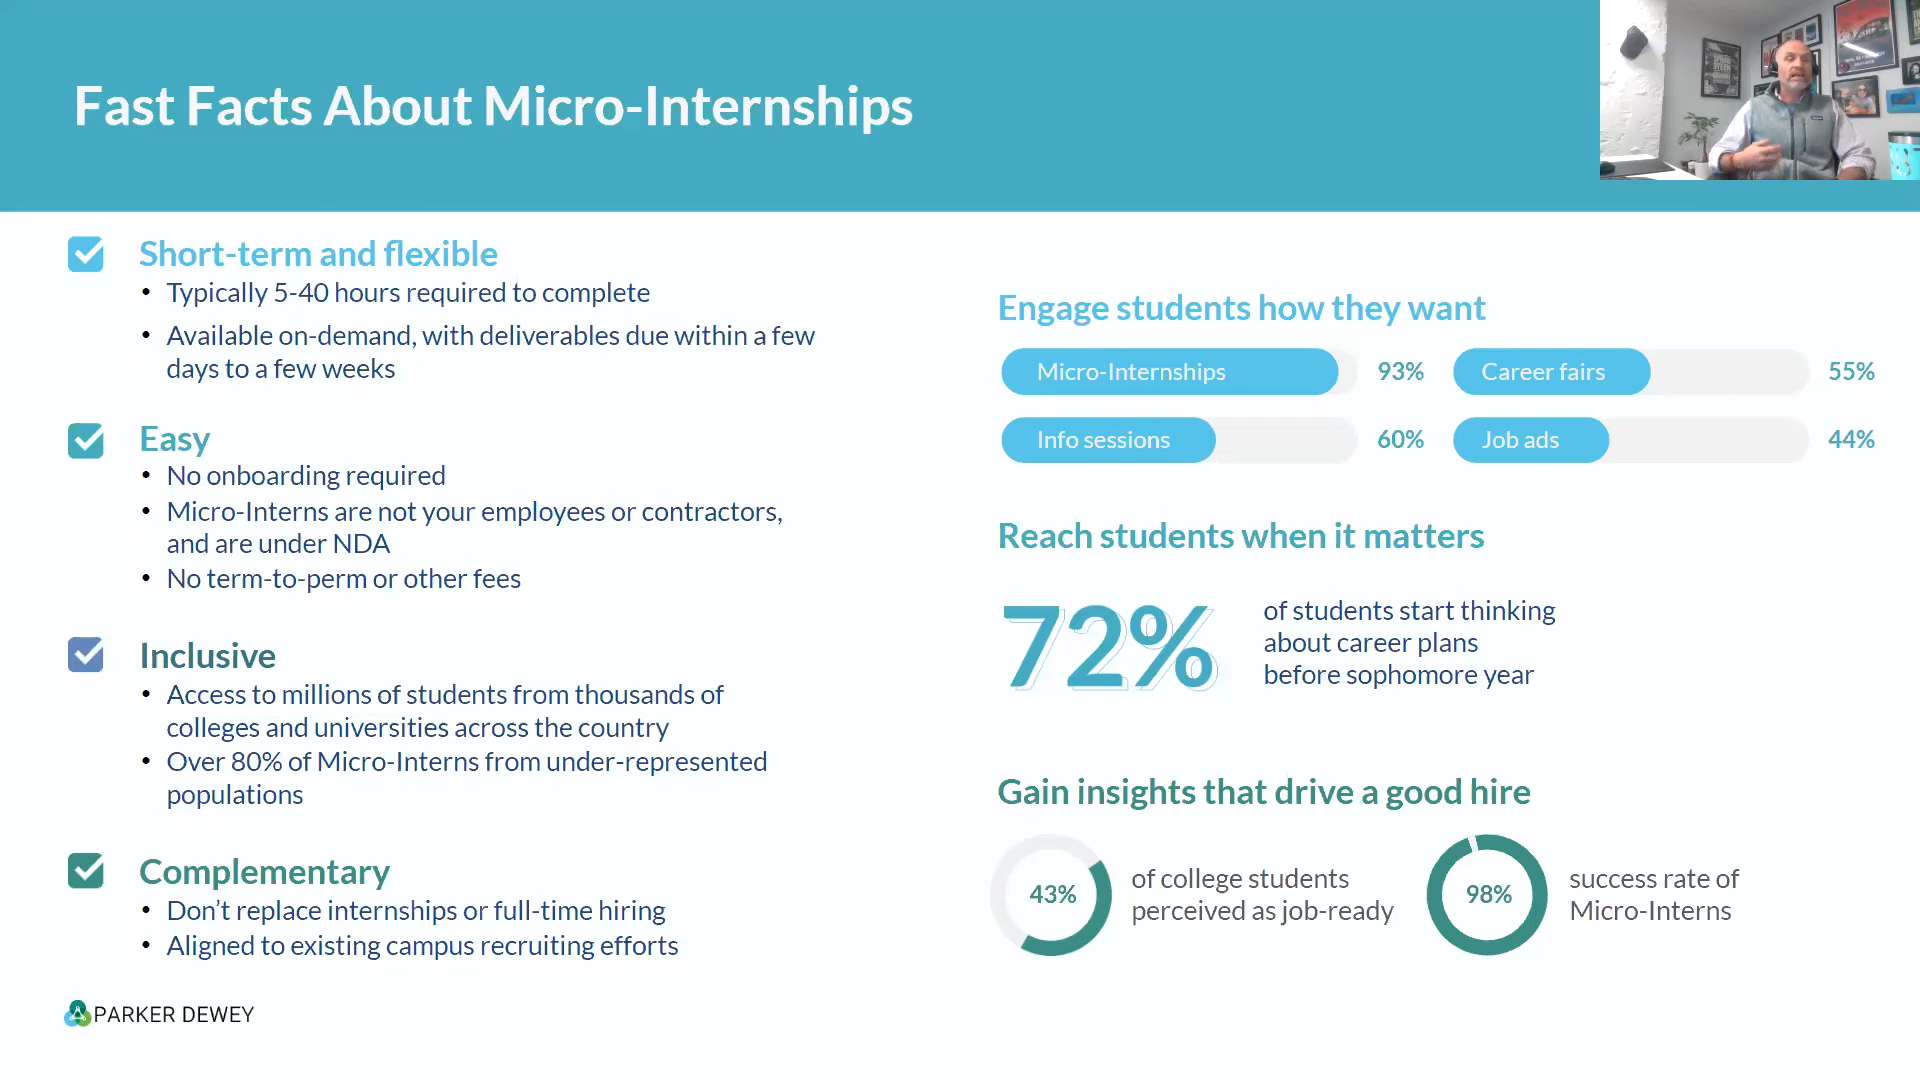 Fast Facts About Micro-Internships
Short-term and flexible
• Typically 5-40 hours required to complete
• Available on-demand, with deliverables due within a few
days to a few weeks
Easy
• No onboarding required
• Micro-Interns are not your employees or contractors,
and are under NDA
• No term-to-perm or other fees
Inclusive
• Access to millions of students from thousands of
colleges and universities across the country
• Over 80% of Micro-Interns from under-represented
populations
Complementary
• Don’t replace internships or full-time hiring
• Aligned to existing campus recruiting efforts
PARKER DEWEY
Engage students how they want
Micro-Internships 93% Career fairs 55%
Info sessions 60% Job ads 44%
Reach students when it matters
72%
of students start thinking
about career plans
before sophomore year
Gain insights that drive a good hire
43%
of college students
perceived as job-ready
98%
success rate of
Micro-Interns